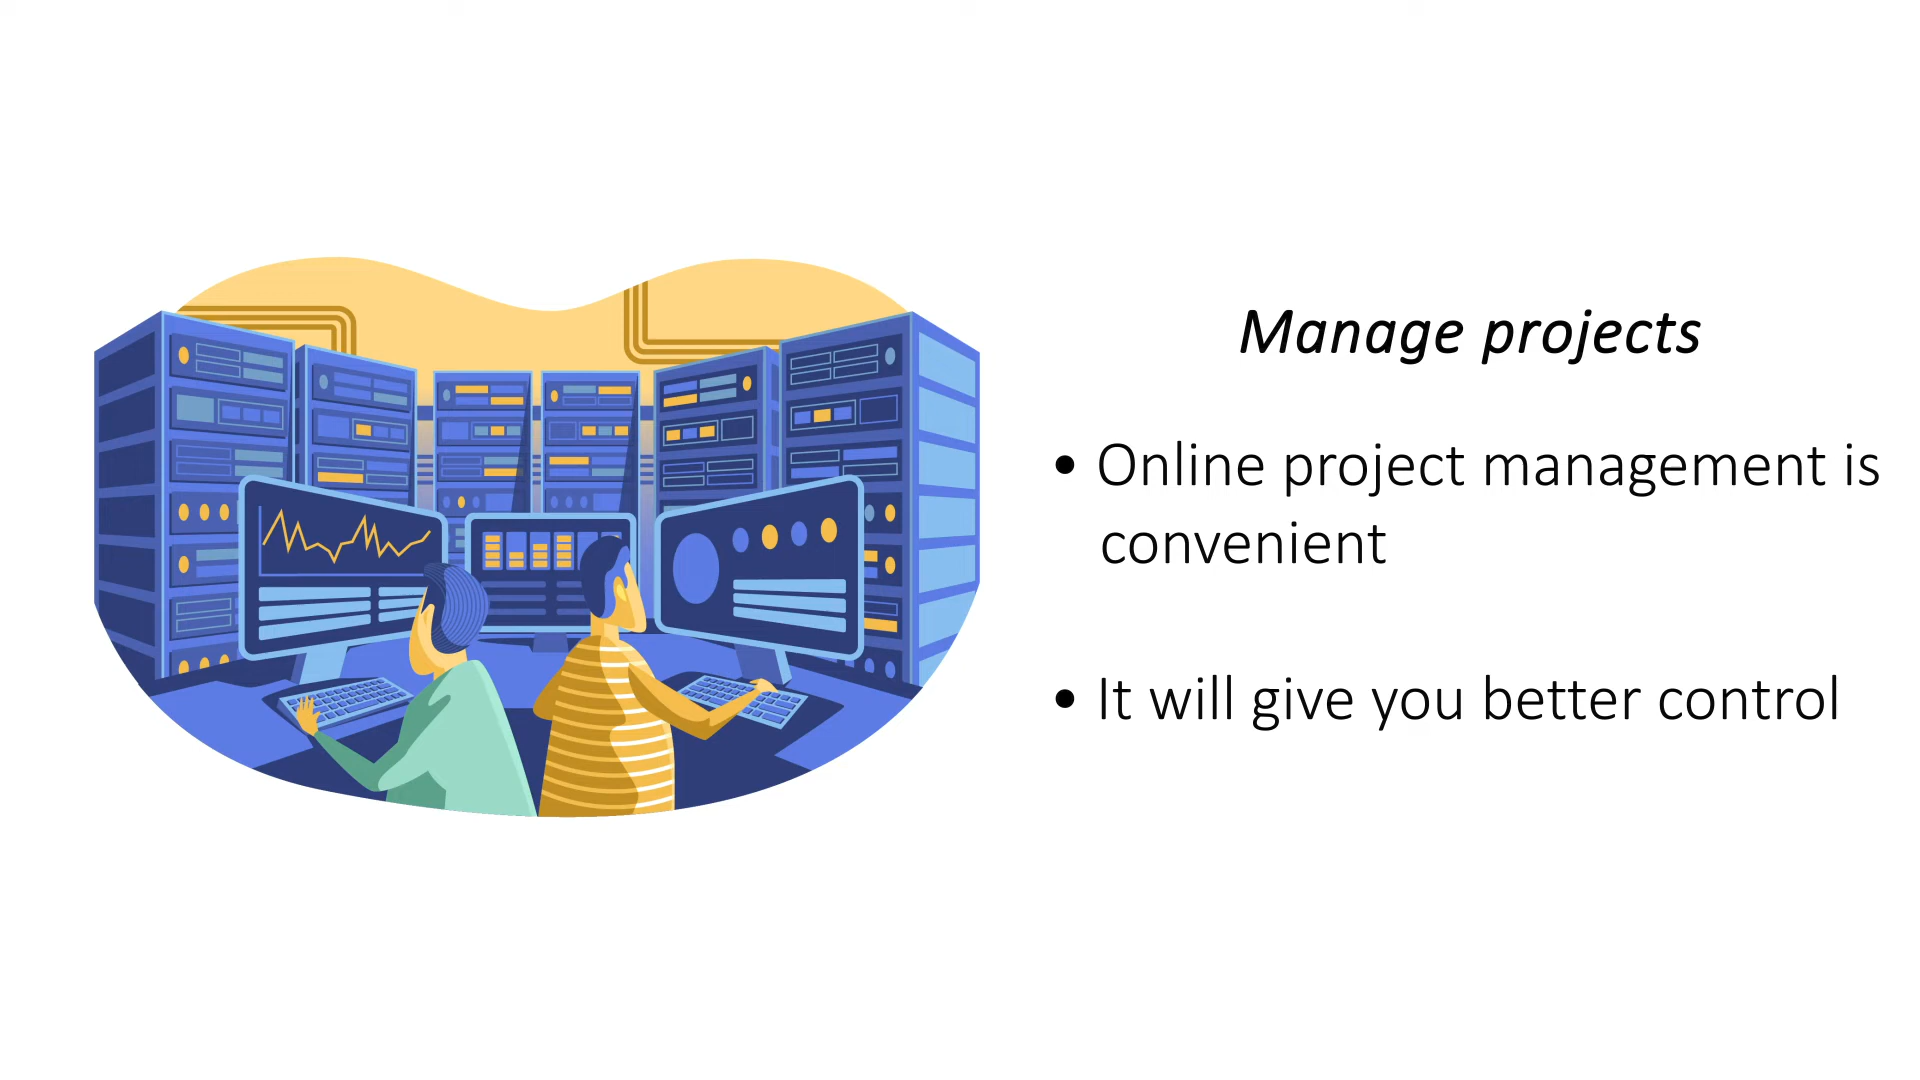 Manage projects
• Online project management is
convenient
• It will give you better control